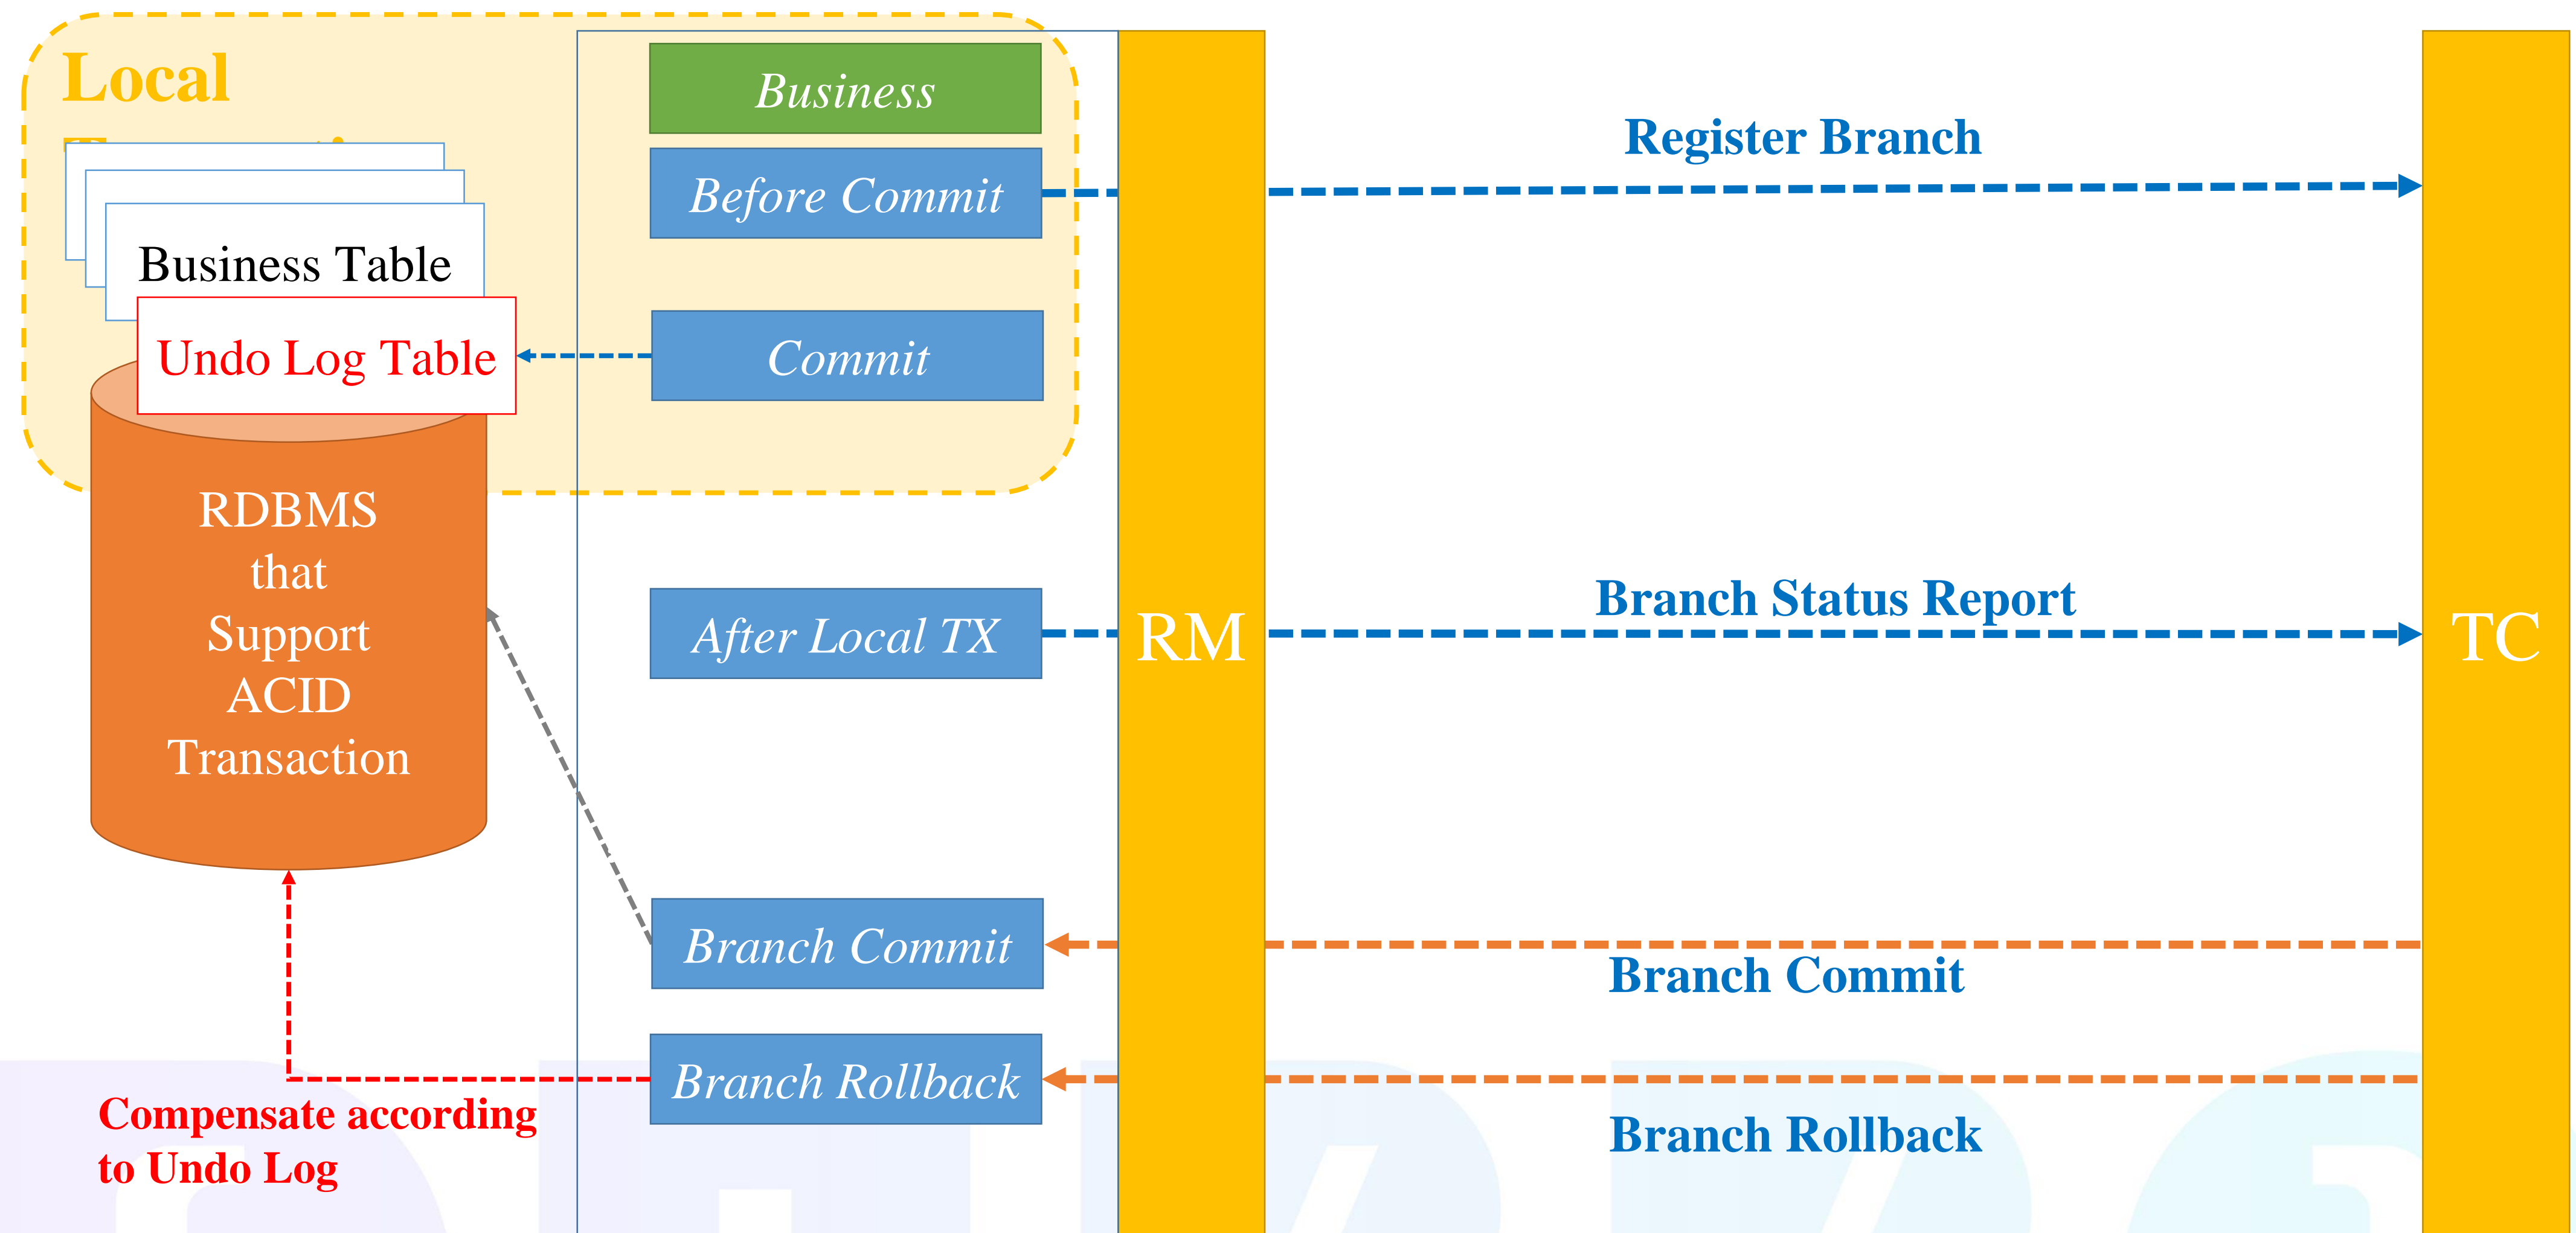 Local
Business
Before Commit
Register Branch
Business Table
Undo Log Table
Commit
RDBMS
that
Support
ACID
Transaction
After Local TX
RM
Branch Status Report
TC
Branch Commit
Branch Commit
Branch Rollback
Branch Rollback
Compensate according
to Undo Log